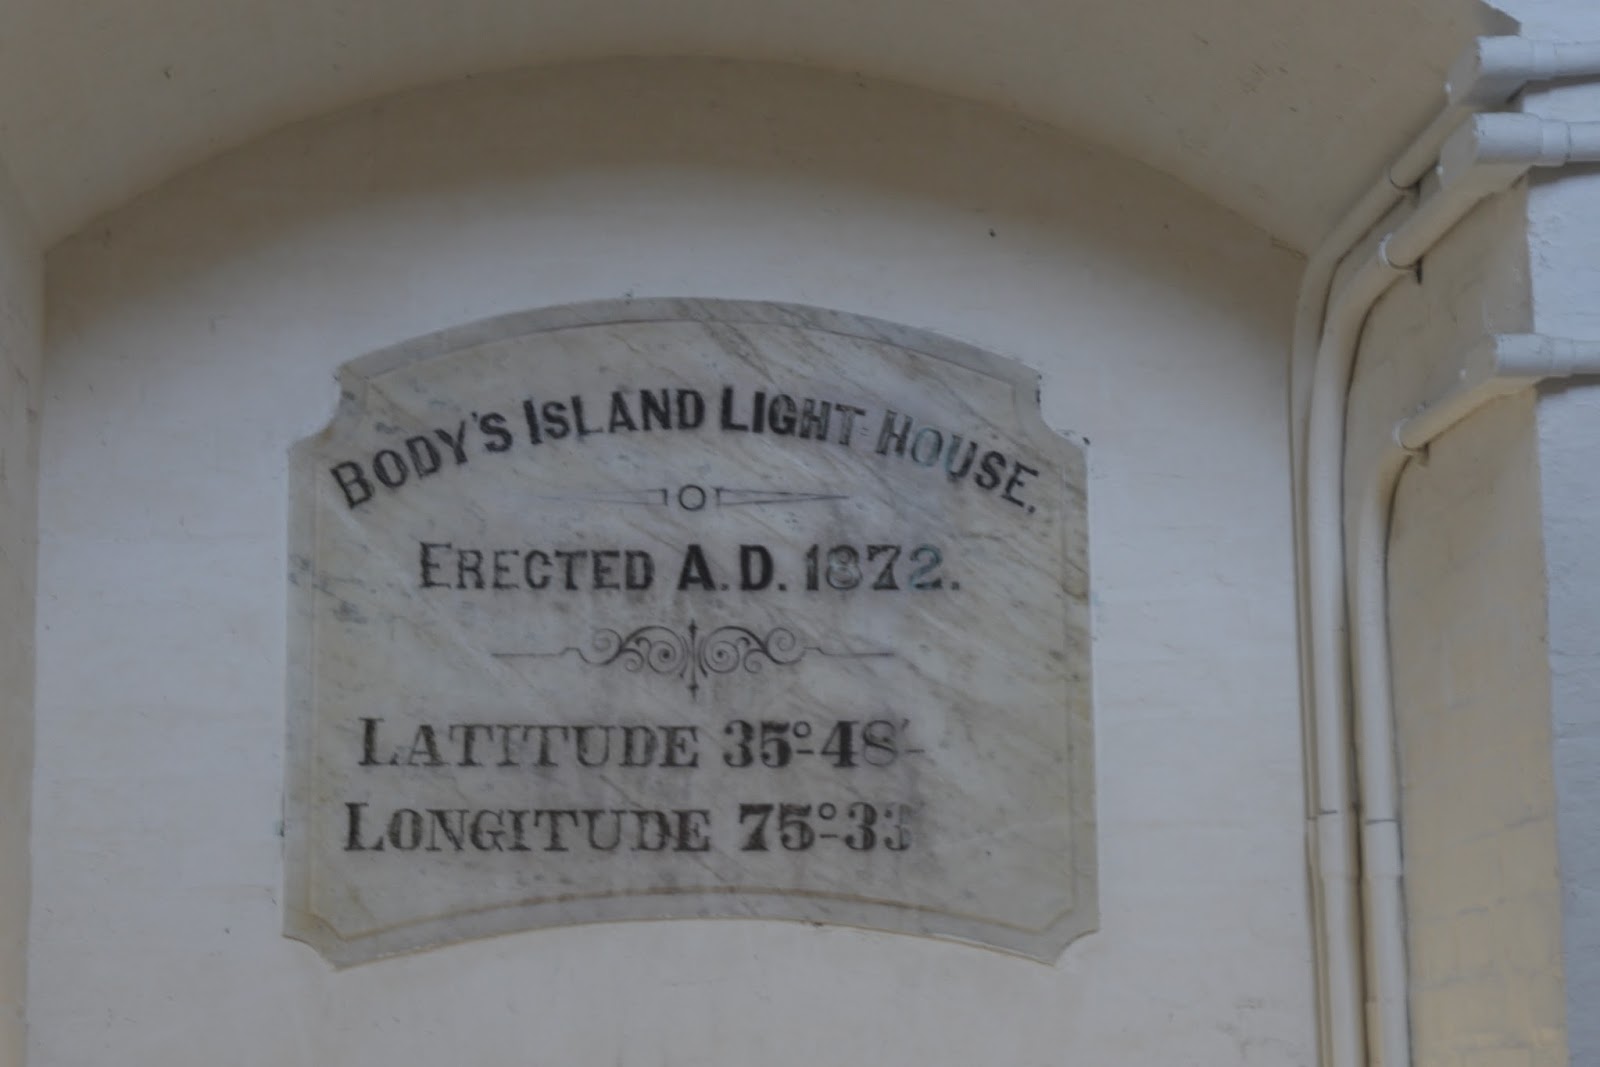 BODY'S ISLAND LIGHT HOUSE.
ERECTED A.D. 1872.
LATITUDE 35°-48'
LONGITUDE 75°-33